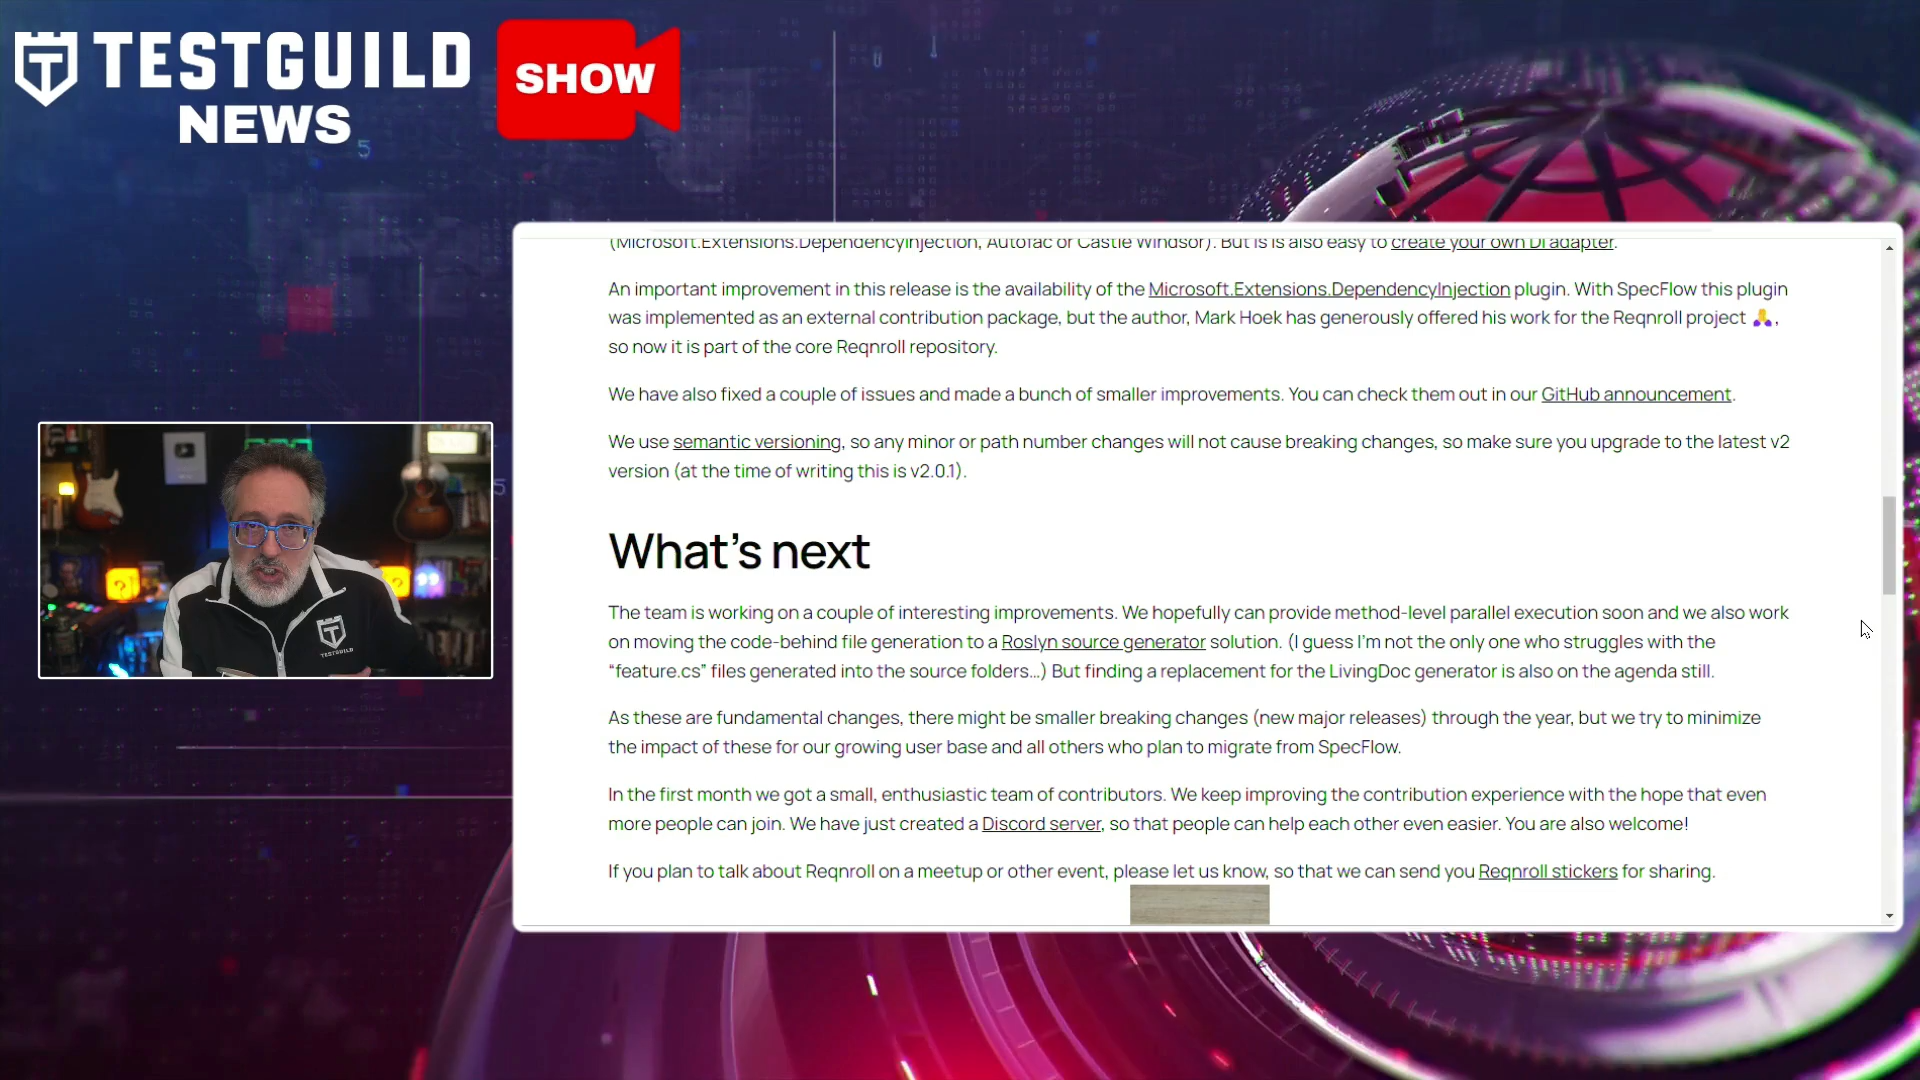 TESTGUILD
NEWS
SHOW
(Microsoft.Extensions.DependencyInjection, Autofac or Castle Windsor). But is is also easy to create your own DI adapter.
An important improvement in this release is the availability of the Microsoft.Extensions.DependencyInjection plugin. With SpecFlow this plugin
was implemented as an external contribution package, but the author, Mark Hoek has generously offered his work for the Reqnroll project 🙏,
so now it is part of the core Reqnroll repository.
We have also fixed a couple of issues and made a bunch of smaller improvements. You can check them out in our GitHub announcement.
We use semantic versioning, so any minor or path number changes will not cause breaking changes, so make sure you upgrade to the latest v2
version (at the time of writing this is v2.0.1).
What's next
The team is working on a couple of interesting improvements. We hopefully can provide method-level parallel execution soon and we also work
on moving the code-behind file generation to a Roslyn source generator solution. (I guess I'm not the only one who struggles with the
“feature.cs” files generated into the source folders…) But finding a replacement for the LivingDoc generator is also on the agenda still.
As these are fundamental changes, there might be smaller breaking changes (new major releases) through the year, but we try to minimize
the impact of these for our growing user base and all others who plan to migrate from SpecFlow.
In the first month we got a small, enthusiastic team of contributors. We keep improving the contribution experience with the hope that even
more people can join. We have just created a Discord server, so that people can help each other even easier. You are also welcome!
If you plan to talk about Reqnroll on a meetup or other event, please let us know, so that we can send you Reqnroll stickers for sharing.
TESTGUILD
5
5